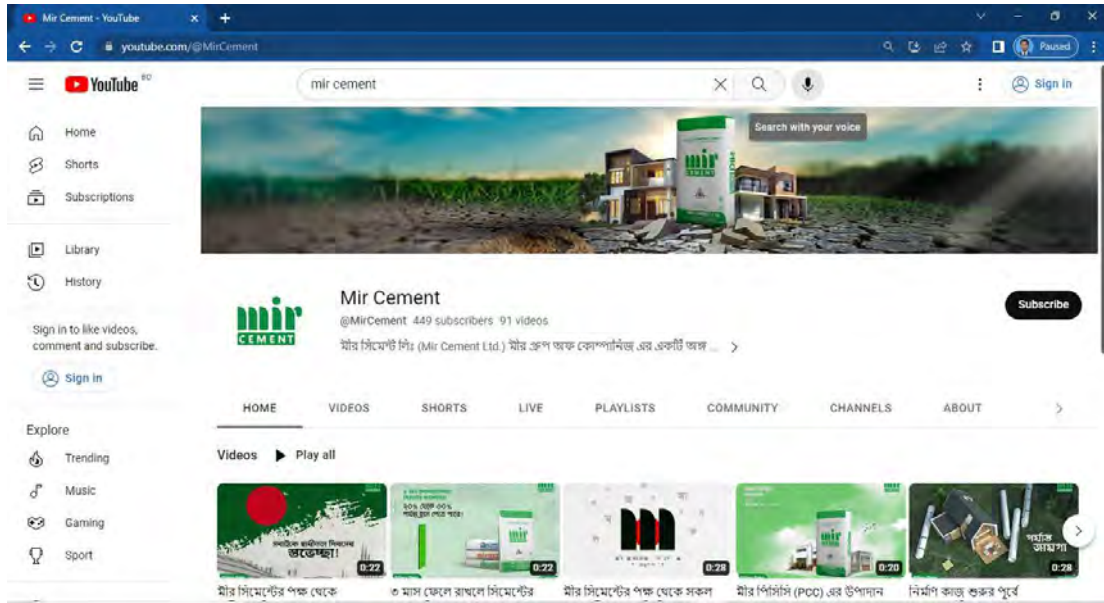 Mir Cement - YouTube
youtube.com/@MirCement
Paused
YouTube BD
mir cement
Sign in
Home
Shorts
Subscriptions
Library
History
Sign in to like videos,
comment and subscribe.
Sign in
Explore
Trending
Music
Gaming
Sport
Search with your voice
mir
CEMENT
mir
CEMENT
Mir Cement
@MirCement 449 subscribers 91 videos
মীর সিমেন্ট লিঃ (Mir Cement Ltd.) মীর গ্রুপ অফ কোম্পানিজ এর একটি অঙ্গ ...
Subscribe
HOME VIDEOS SHORTS LIVE PLAYLISTS COMMUNITY CHANNELS ABOUT
Videos Play all
শুভেচ্ছা!
0:22
0:22
0:28
mir
0:20
পর্যাপ্ত
জায়গা
0:28
মীর সিমেন্টের পক্ষ থেকে
৩ মাস ফেলে রাখলে সিমেন্টের
মীর সিমেন্টের পক্ষ থেকে সকল
মীর পিসিসি (PCC) এর উপাদান
নির্মাণ কাজ শুরুর পূর্বে